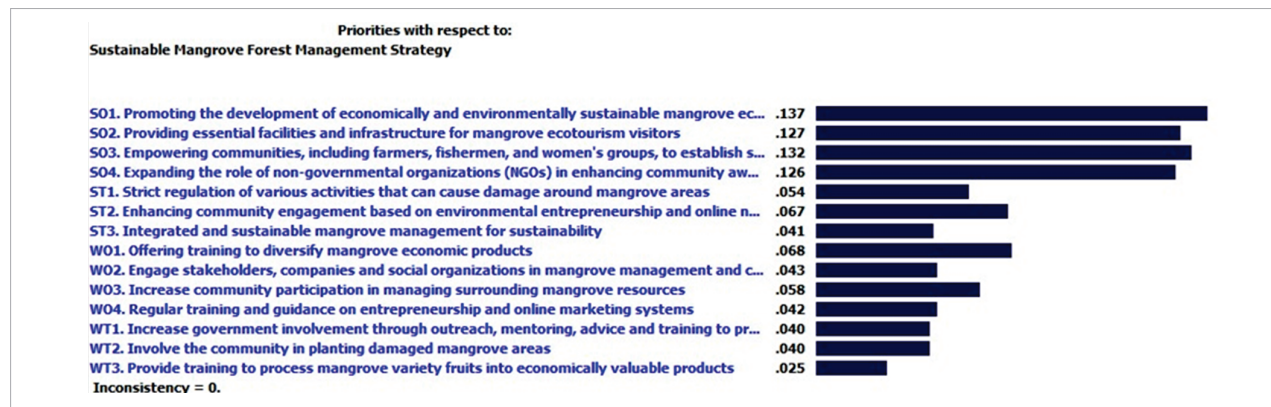 Priorities with respect to:
Sustainable Mangrove Forest Management Strategy
SO1. Promoting the development of economically and environmentally sustainable mangrove ec... .137
SO2. Providing essential facilities and infrastructure for mangrove ecotourism visitors .127
SO3. Empowering communities, including farmers, fishermen, and women's groups, to establish s... .132
SO4. Expanding the role of non-governmental organizations (NGOs) in enhancing community aw... .126
ST1. Strict regulation of various activities that can cause damage around mangrove areas .054
ST2. Enhancing community engagement based on environmental entrepreneurship and online n... .067
ST3. Integrated and sustainable mangrove management for sustainability .041
WO1. Offering training to diversify mangrove economic products .068
WO2. Engage stakeholders, companies and social organizations in mangrove management and c... .043
WO3. Increase community participation in managing surrounding mangrove resources .058
WO4. Regular training and guidance on entrepreneurship and online marketing systems .042
WT1. Increase government involvement through outreach, mentoring, advice and training to pr... .040
WT2. Involve the community in planting damaged mangrove areas .040
WT3. Provide training to process mangrove variety fruits into economically valuable products .025
Inconsistency = 0.